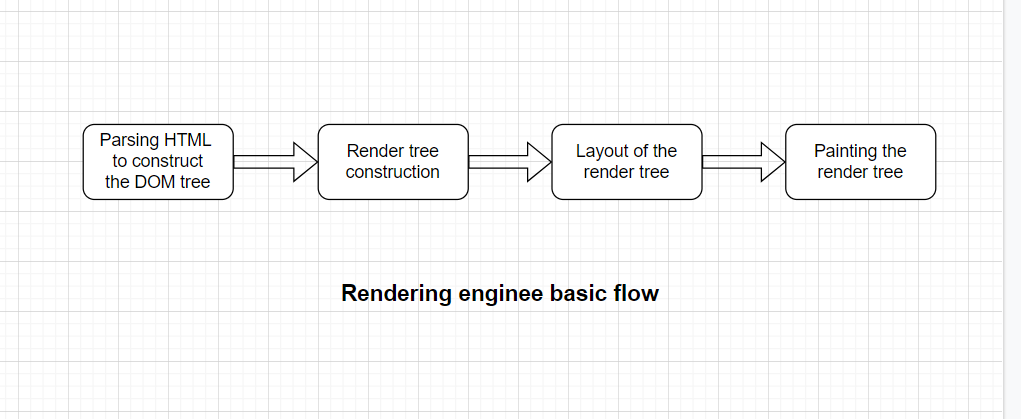 Parsing HTML
to construct
the DOM tree
Render tree
construction
Layout of the
render tree
Painting the
render tree
Rendering enginee basic flow